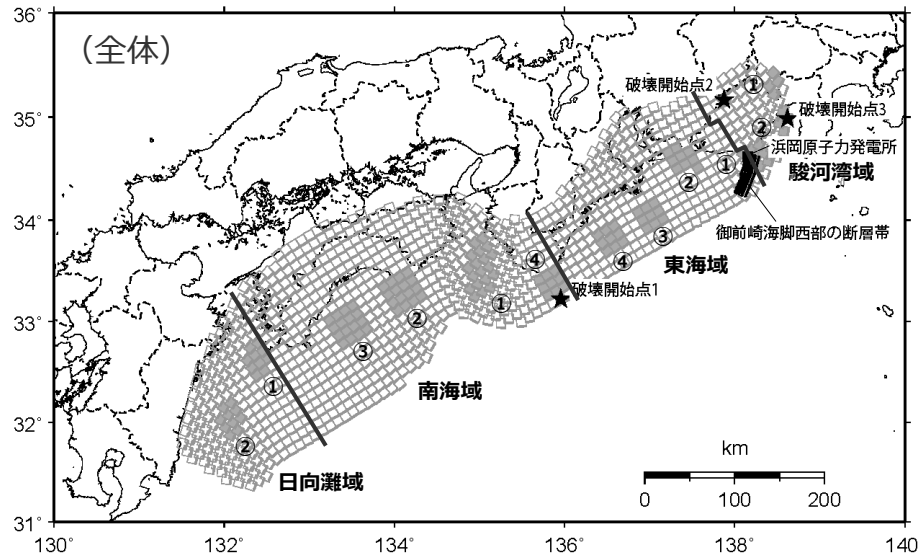 （全体）
36°
35°
34°
33°
32°
31°
130
132
134
136
138
140
破壊開始点2
①
破壊開始点3
②
浜岡原子力発電所
①
駿河湾域
②
御前崎海脚西部の断層帯
③
④
④
東海域
破壊開始点1
①
②
③
南海域
①
②
日向灘域
km
0 100 200